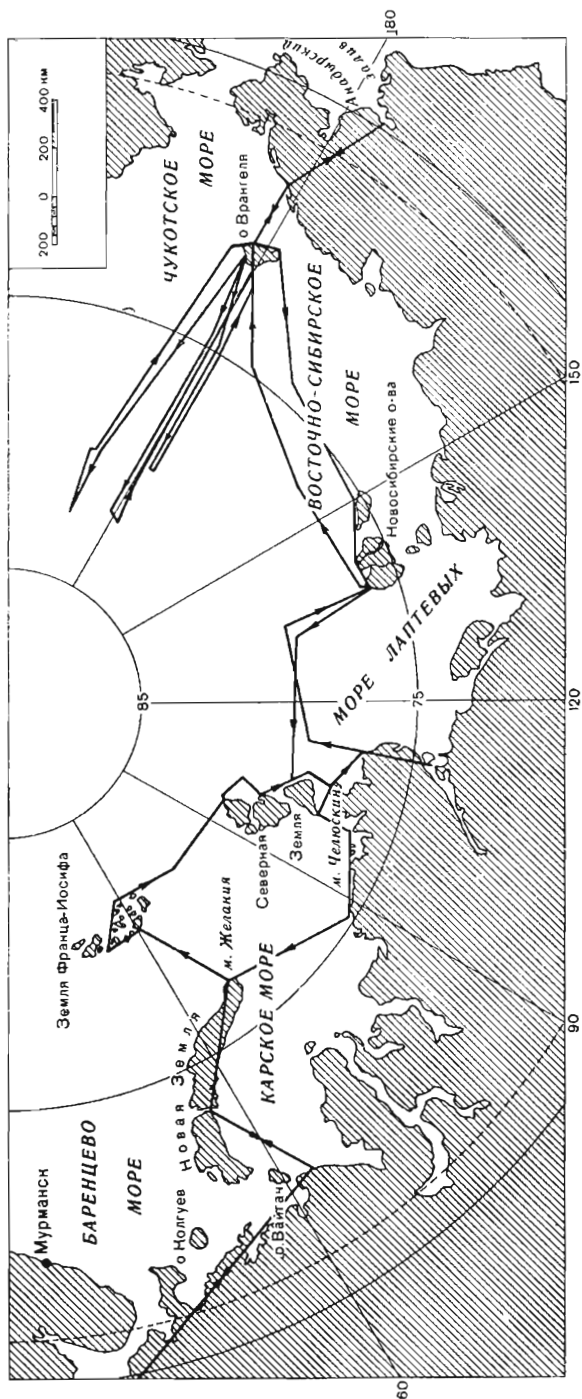 Мурманск
БАРЕНЦЕВО
МОРЕ
о Колгуев
Новая Земля
о Вайгач
60
Земля Франца-Иосифа
м. Желания
КАРСКОЕ МОРЕ
90
Северная
Земля
м. Челюскин
85
МОРЕ ЛАПТЕВЫХ
75
120
Новосибирские о-ва
ВОСТОЧНО-СИБИРСКОЕ
МОРЕ
150
ЧУКОТСКОЕ
МОРЕ
о Врангеля
Анадырский
залив
180
200 0 200 400 км